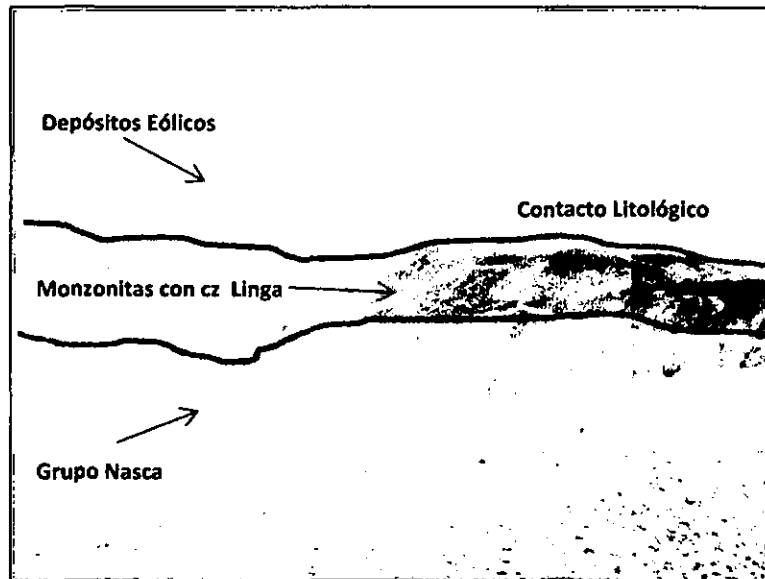 Depósitos Eólicos
Contacto Litológico
Monzonitas con cz Linga
Grupo Nasca